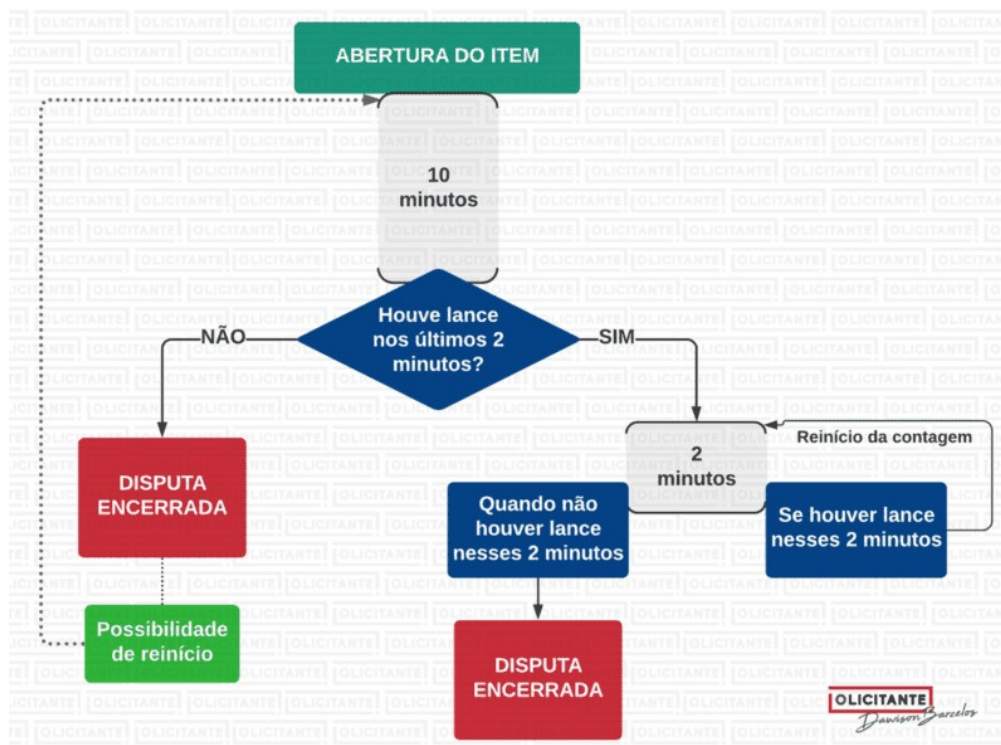 ABERTURA DO ITEM
10
minutos
Houve lance
nos últimos 2
minutos?
NÃO
SIM
2
minutos
Reinício da contagem
DISPUTA
ENCERRADA
Quando não
houver lance
nesses 2 minutos
Se houver lance
nesses 2 minutos
Possibilidade
de reinício
DISPUTA
ENCERRADA
OLICITANTE
Dawison Barcelos